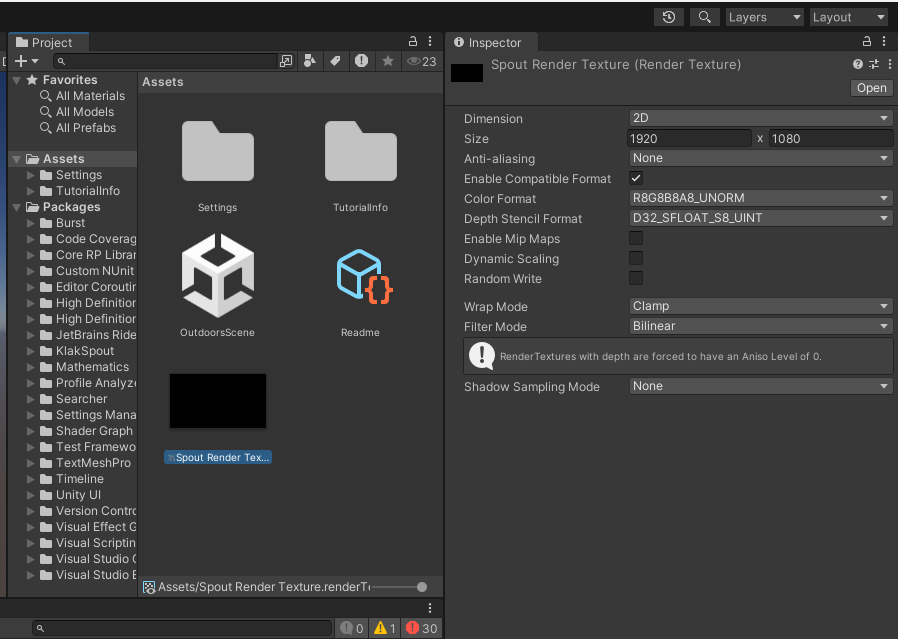 Layers
Layout
Project
23
Favorites
All Materials
All Models
All Prefabs
Assets
Settings
TutorialInfo
Packages
Burst
Code Coverag
Core RP Librar
Custom NUnit
Editor Coroutin
High Definition
High Definition
JetBrains Ride
KlakSpout
Mathematics
Profile Analyze
Searcher
Settings Mana
Shader Graph
Test Framewo
TextMeshPro
Timeline
Unity UI
Version Contro
Visual Effect G
Visual Scriptin
Visual Studio C
Visual Studio E
Assets
Settings
TutorialInfo
OutdoorsScene
Readme
Spout Render Tex...
Assets/Spout Render Texture.renderTe
Inspector
Spout Render Texture (Render Texture)
Open
Dimension 2D
Size 1920 x 1080
Anti-aliasing None
Enable Compatible Format
Color Format R8G8B8A8_UNORM
Depth Stencil Format D32_SFLOAT_S8_UINT
Enable Mip Maps
Dynamic Scaling
Random Write
Wrap Mode Clamp
Filter Mode Bilinear
RenderTextures with depth are forced to have an Aniso Level of 0.
Shadow Sampling Mode None
0 1 30